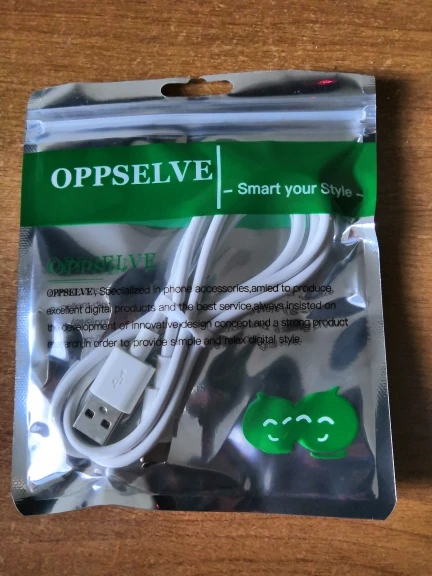 OPPSELVE
- Smart your Style -
OPPSELVE
OPPSELVE, Specialized in phone accessories,amied to produce,
excellent digital products and the best service,always insisted on
the development of innovative design concept and a strong product
research,in order to provide simple and relax digital style.